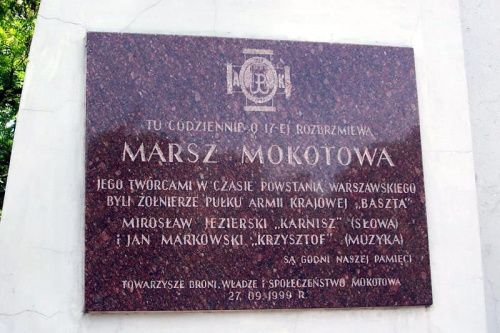 A K
TU CODZIENNIE O 17-EJ ROZBRZMIEWA
MARSZ MOKOTOWA
JEGO TWÓRCAMI W CZASIE POWSTANIA WARSZAWSKIEGO
BYLI ŻOŁNIERZE PUŁKU ARMII KRAJOWEJ „BASZTA"
MIROSŁAW JEZIERSKI „KARNISZ" (SŁOWA)
i JAN MARKOWSKI „KRZYSZTOF" (MUZYKA)
SĄ GODNI NASZEJ PAMIĘCI
TOWARZYSZE BRONI, WŁADZE i SPOŁECZEŃSTWO MOKOTOWA
27.09.1999 R.